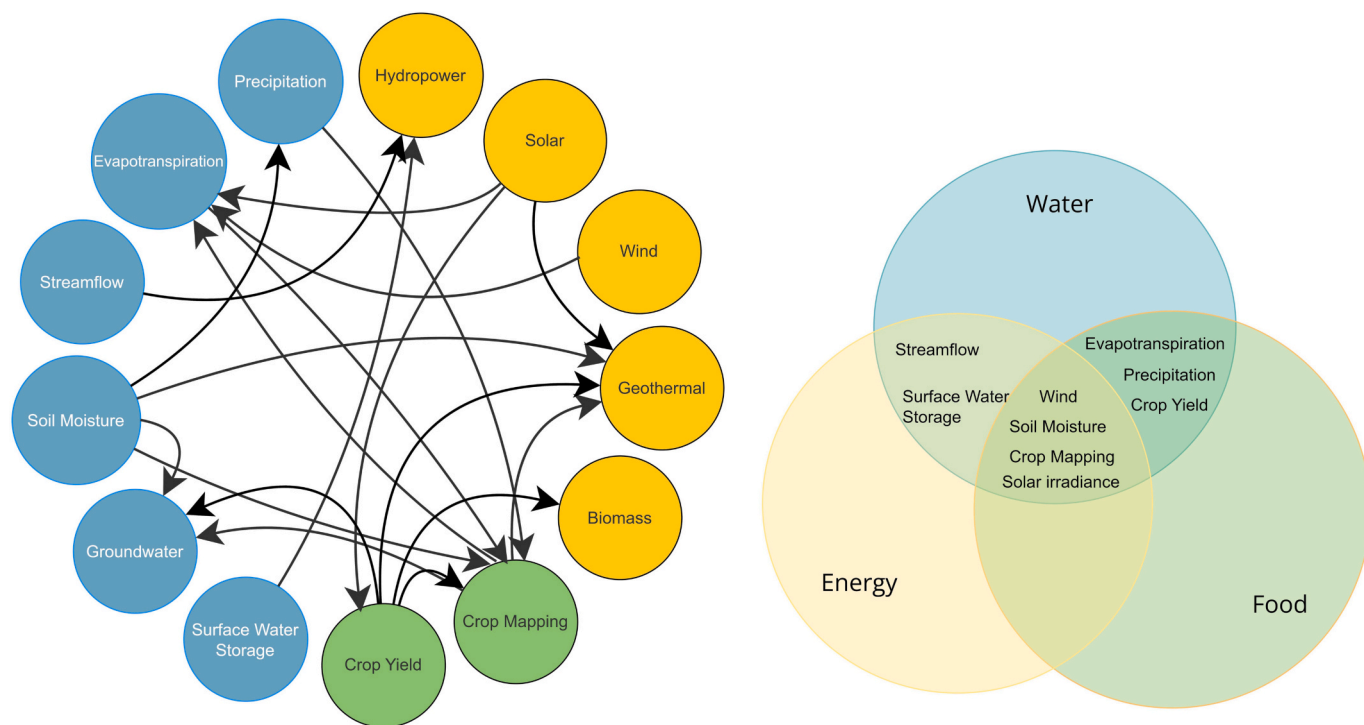 Precipitation
Hydropower
Solar
Evapotranspiration
Wind
Streamflow
Geothermal
Soil Moisture
Biomass
Groundwater
Crop Mapping
Surface Water
Storage
Crop Yield
Water
Streamflow
Evapotranspiration
Precipitation
Surface Water
Storage
Wind
Crop Yield
Soil Moisture
Crop Mapping
Solar irradiance
Energy
Food